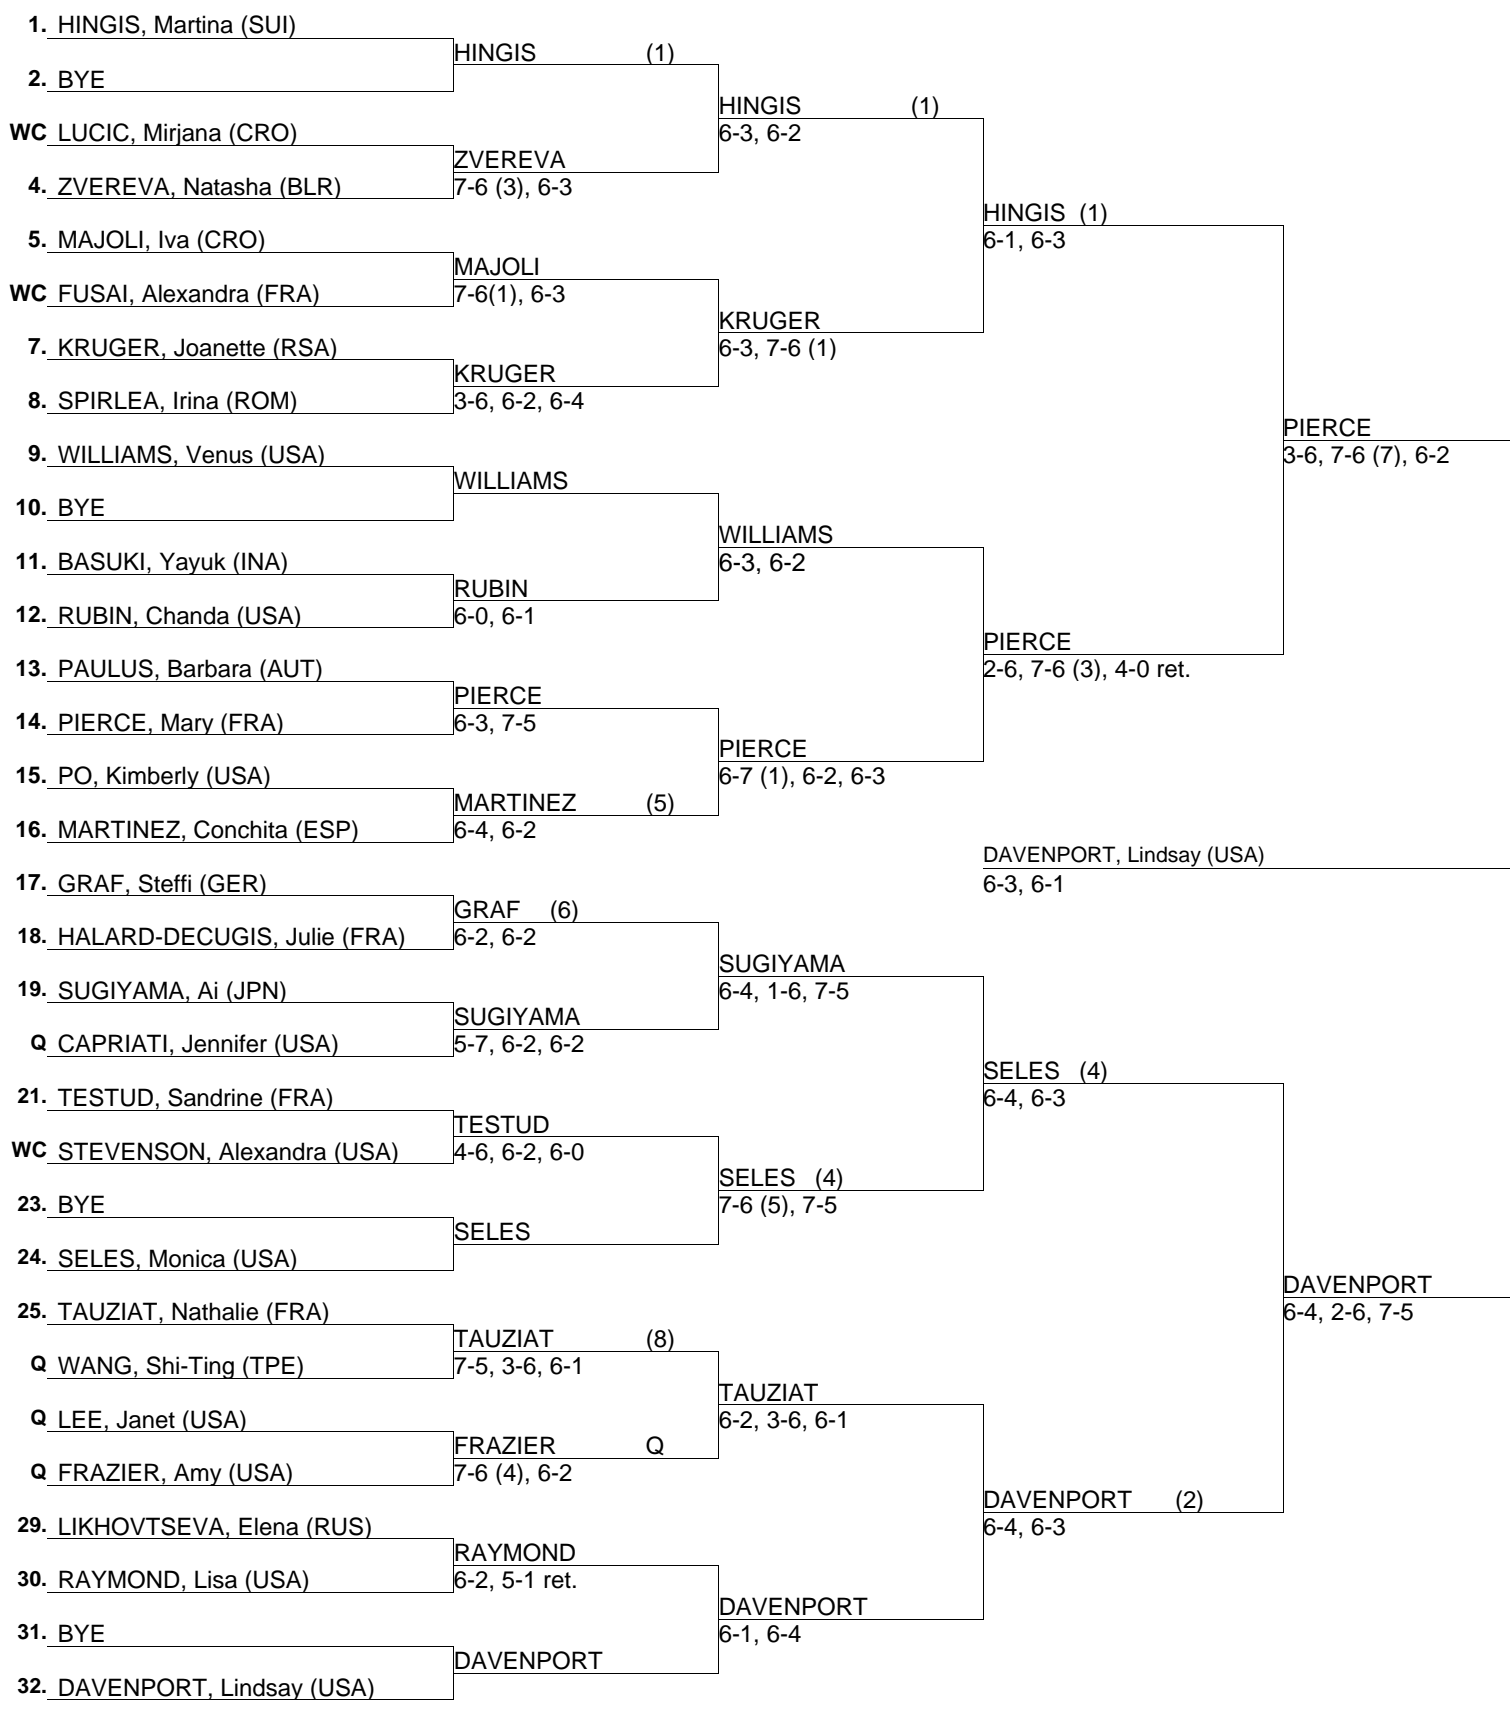 1. HINGIS, Martina (SUI)
HINGIS (1)
2. BYE
HINGIS (1)
WC LUCIC, Mirjana (CRO)
6-3, 6-2
ZVEREVA
4. ZVEREVA, Natasha (BLR)
7-6 (3), 6-3
HINGIS (1)
5. MAJOLI, Iva (CRO)
6-1, 6-3
MAJOLI
WC FUSAI, Alexandra (FRA)
7-6(1), 6-3
KRUGER
7. KRUGER, Joanette (RSA)
6-3, 7-6 (1)
KRUGER
8. SPIRLEA, Irina (ROM)
3-6, 6-2, 6-4
PIERCE
9. WILLIAMS, Venus (USA)
3-6, 7-6 (7), 6-2
WILLIAMS
10. BYE
WILLIAMS
11. BASUKI, Yayuk (INA)
6-3, 6-2
RUBIN
12. RUBIN, Chanda (USA)
6-0, 6-1
PIERCE
13. PAULUS, Barbara (AUT)
2-6, 7-6 (3), 4-0 ret.
PIERCE
14. PIERCE, Mary (FRA)
6-3, 7-5
PIERCE
15. PO, Kimberly (USA)
6-7 (1), 6-2, 6-3
MARTINEZ (5)
16. MARTINEZ, Conchita (ESP)
6-4, 6-2
DAVENPORT, Lindsay (USA)
17. GRAF, Steffi (GER)
6-3, 6-1
GRAF (6)
18. HALARD-DECUGIS, Julie (FRA)
6-2, 6-2
SUGIYAMA
19. SUGIYAMA, Ai (JPN)
6-4, 1-6, 7-5
SUGIYAMA
Q CAPRIATI, Jennifer (USA)
5-7, 6-2, 6-2
SELES (4)
21. TESTUD, Sandrine (FRA)
6-4, 6-3
TESTUD
WC STEVENSON, Alexandra (USA)
4-6, 6-2, 6-0
SELES (4)
23. BYE
7-6 (5), 7-5
SELES
24. SELES, Monica (USA)
DAVENPORT
25. TAUZIAT, Nathalie (FRA)
6-4, 2-6, 7-5
TAUZIAT (8)
Q WANG, Shi-Ting (TPE)
7-5, 3-6, 6-1
TAUZIAT
Q LEE, Janet (USA)
6-2, 3-6, 6-1
FRAZIER Q
Q FRAZIER, Amy (USA)
7-6 (4), 6-2
DAVENPORT (2)
29. LIKHOVTSEVA, Elena (RUS)
6-4, 6-3
RAYMOND
30. RAYMOND, Lisa (USA)
6-2, 5-1 ret.
DAVENPORT
31. BYE
6-1, 6-4
DAVENPORT
32. DAVENPORT, Lindsay (USA)